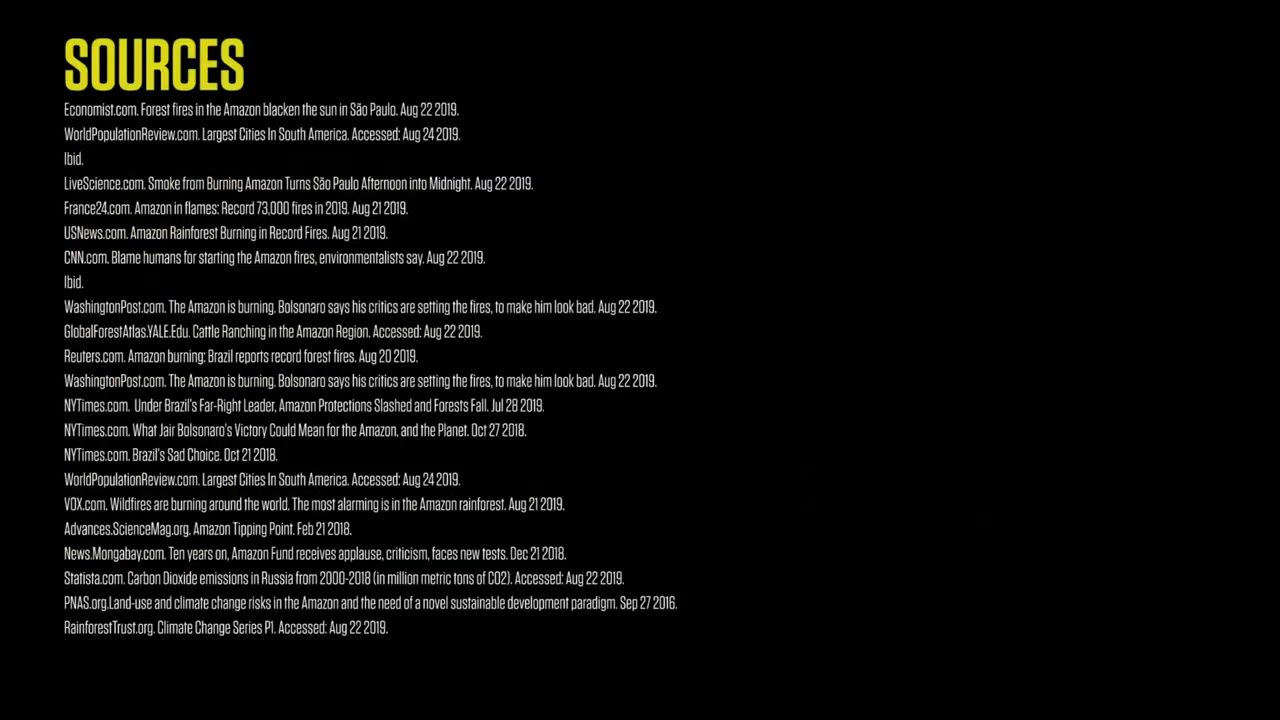 SOURCES
Economist.com. Forest fires in the Amazon blacken the sun in São Paulo. Aug 22 2019.
WorldPopulationReview.com. Largest Cities In South America. Accessed: Aug 24 2019.
Ibid.
LiveScience.com. Smoke from Burning Amazon Turns São Paulo Afternoon into Midnight. Aug 22 2019.
France24.com. Amazon in flames: Record 73,000 fires in 2019. Aug 21 2019.
USNews.com. Amazon Rainforest Burning in Record Fires. Aug 21 2019.
CNN.com. Blame humans for starting the Amazon fires, environmentalists say. Aug 22 2019.
Ibid.
WashingtonPost.com. The Amazon is burning. Bolsonaro says his critics are setting the fires, to make him look bad. Aug 22 2019.
GlobalForestAtlas.YALE.Edu. Cattle Ranching in the Amazon Region. Accessed: Aug 22 2019.
Reuters.com. Amazon burning: Brazil reports record forest fires. Aug 20 2019.
WashingtonPost.com. The Amazon is burning. Bolsonaro says his critics are setting the fires, to make him look bad. Aug 22 2019.
NYTimes.com. Under Brazil's Far-Right Leader, Amazon Protections Slashed and Forests Fall. Jul 28 2019.
NYTimes.com. What Jair Bolsonaro's Victory Could Mean for the Amazon, and the Planet. Oct 27 2018.
NYTimes.com. Brazil's Sad Choice. Oct 21 2018.
WorldPopulationReview.com. Largest Cities In South America. Accessed: Aug 24 2019.
VOX.com. Wildfires are burning around the world. The most alarming is in the Amazon rainforest. Aug 21 2019.
Advances.ScienceMag.org. Amazon Tipping Point. Feb 21 2018.
News.Mongabay.com. Ten years on, Amazon Fund receives applause, criticism, faces new tests. Dec 21 2018.
Statista.com. Carbon Dioxide emissions in Russia from 2000-2018 (in million metric tons of CO2). Accessed: Aug 22 2019.
PNAS.org.Land-use and climate change risks in the Amazon and the need of a novel sustainable development paradigm. Sep 27 2016.
RainforestTrust.org. Climate Change Series P1. Accessed: Aug 22 2019.